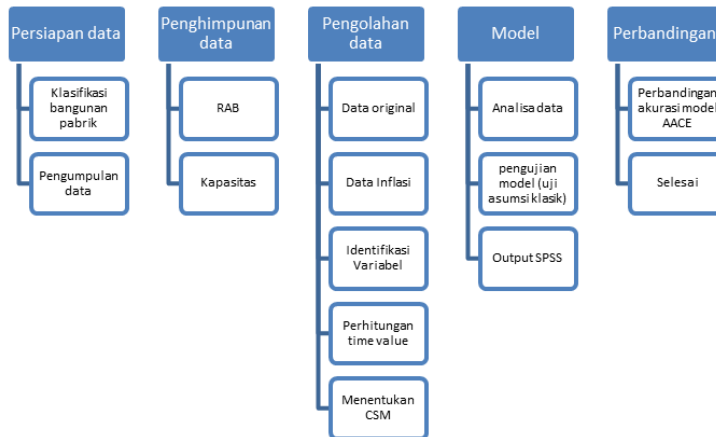 Persiapan data
Klasifikasi
bangunan
pabrik
Pengumpulan
data
Penghimpunan
data
RAB
Kapasitas
Pengolahan
data
Data original
Data Inflasi
Identifikasi
Variabel
Perhitungan
time value
Menentukan
CSM
Model
Analisa data
pengujian
model (uji
asumsi klasik)
Output SPSS
Perbandingan
Perbandingan
akurasi model
AACE
Selesai